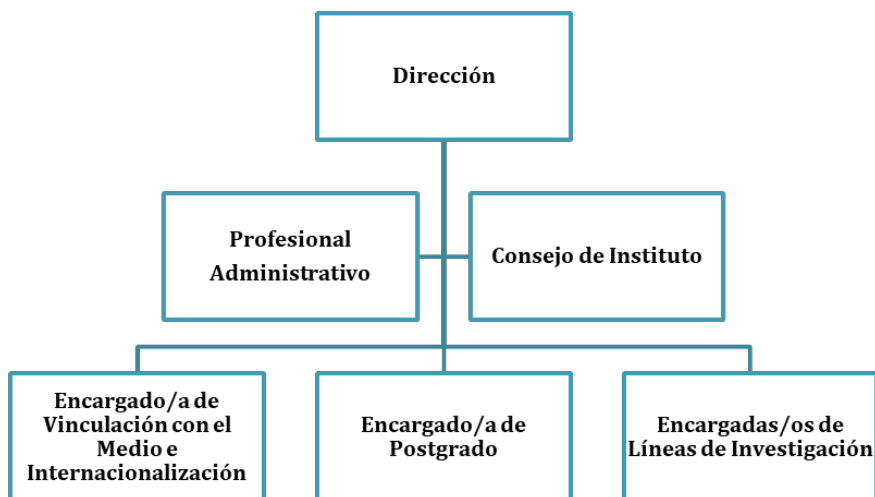 Dirección
Profesional
Administrativo
Consejo de Instituto
Encargado/a de
Vinculación con el
Medio e
Internacionalización
Encargado/a de
Postgrado
Encargadas/os de
Líneas de Investigación